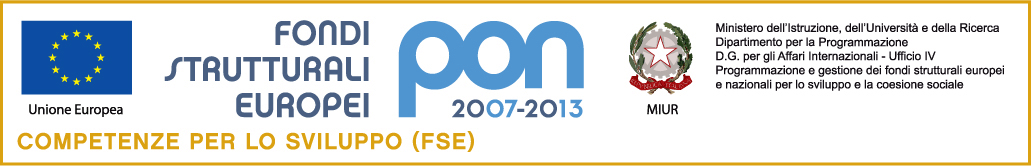 Unione Europea
FONDI
STRUTTURALI
EUROPEI
pon
2007-2013
MIUR
Ministero dell'Istruzione, dell'Università e della Ricerca
Dipartimento per la Programmazione
D.G. per gli Affari Internazionali - Ufficio IV
Programmazione e gestione dei fondi strutturali europei
e nazionali per lo sviluppo e la coesione sociale
COMPETENZE PER LO SVILUPPO (FSE)